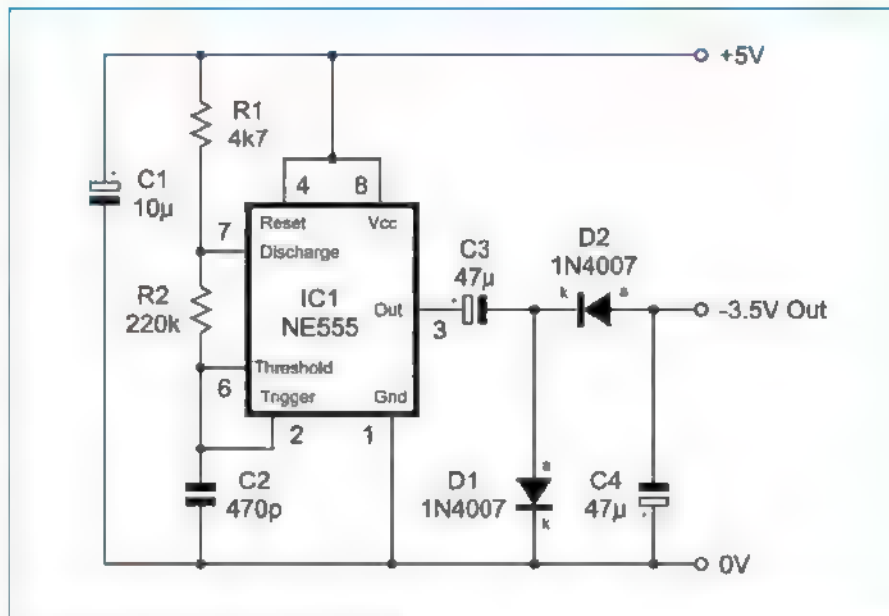 +5V
R1
4k7
C1
10µ
4
8
Reset
Vcc
7
Discharge
C3
47µ
D2
1N4007
R2
220k
IC1
NE555
Out
3
k
a
-3.5V Out
Threshold
6
Trigger
Gnd
2
1
C2
470p
a
D1
1N4007
k
C4
47µ
0V